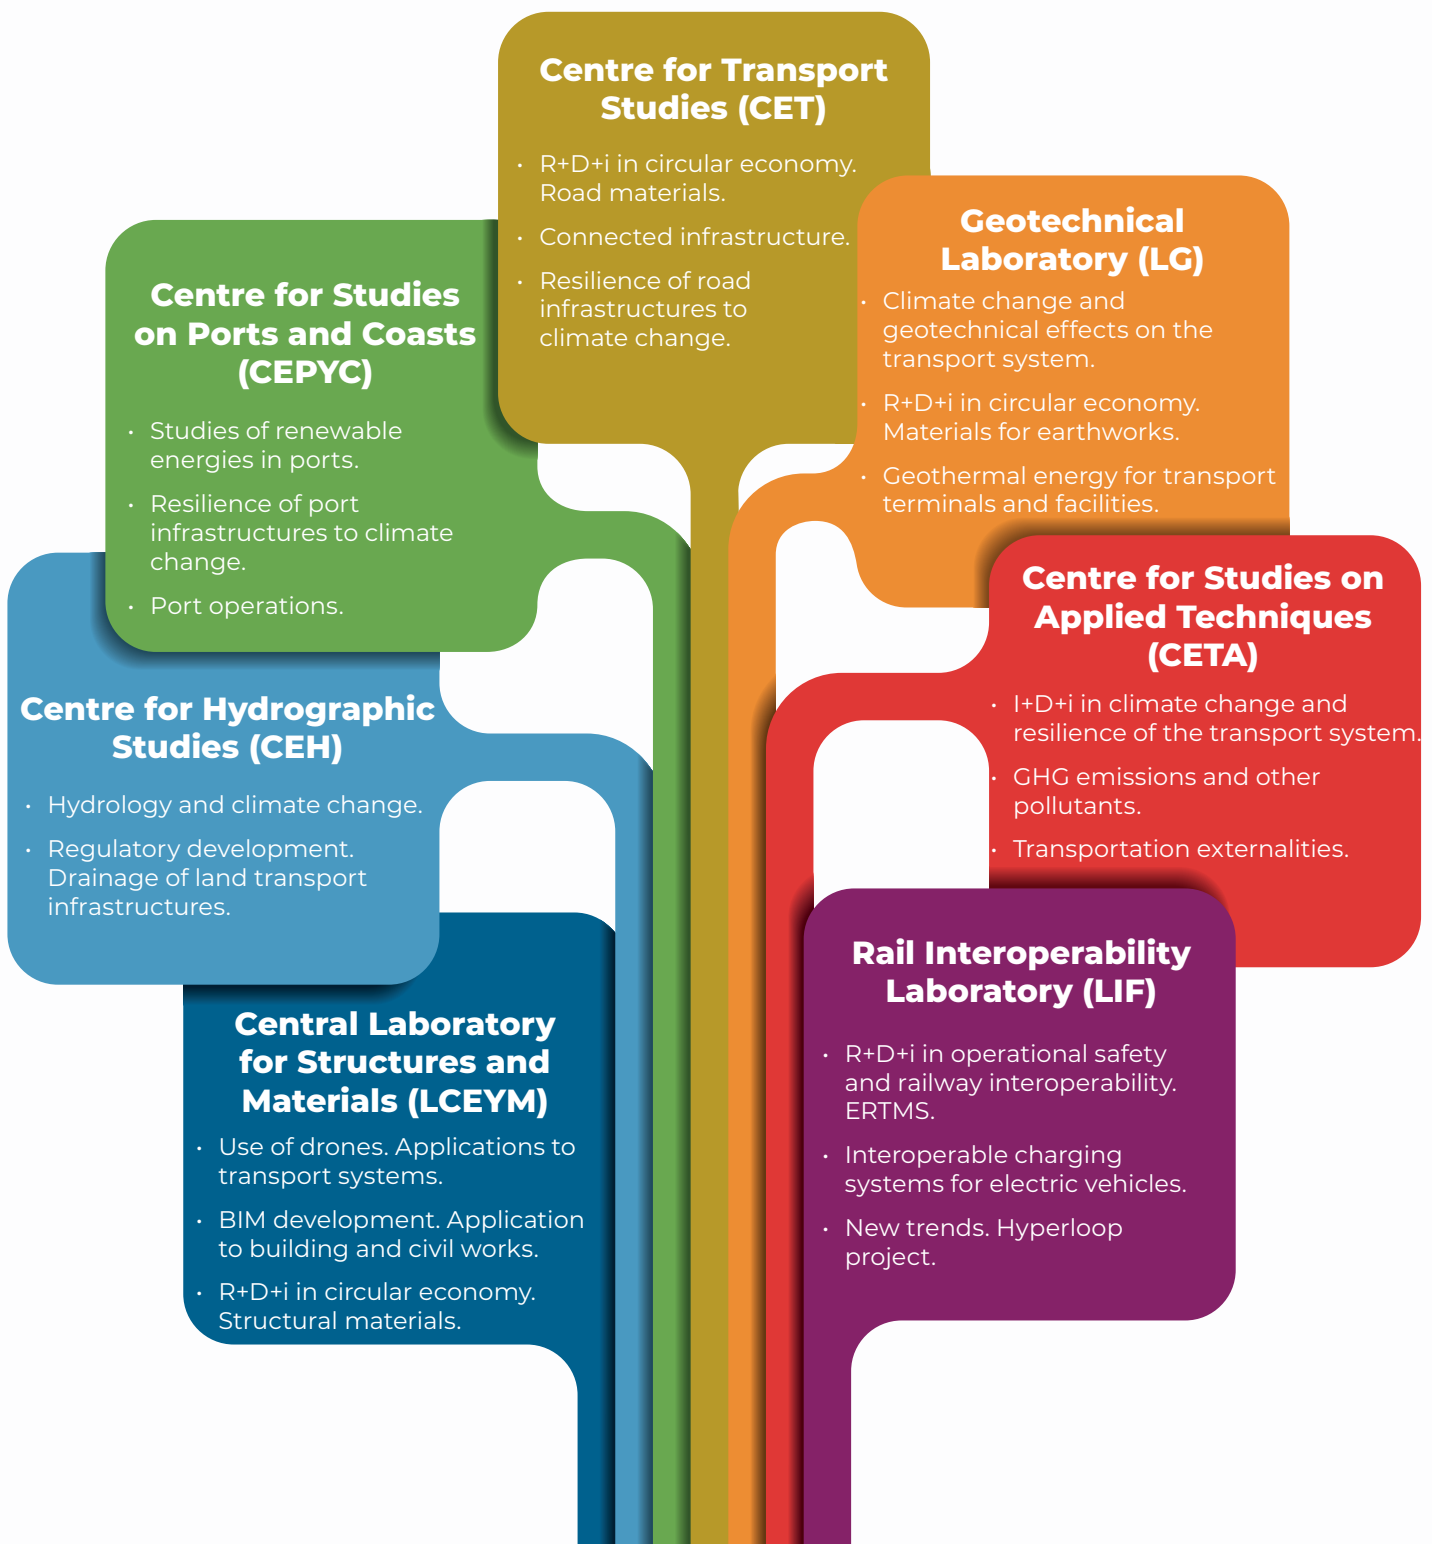 Centre for Transport
Studies (CET)
• R+D+i in circular economy.
Road materials.
• Connected infrastructure.
• Resilience of road
infrastructures to
climate change.
Geotechnical
Laboratory (LG)
• Climate change and
geotechnical effects on the
transport system.
• R+D+i in circular economy.
Materials for earthworks.
• Geothermal energy for transport
terminals and facilities.
Centre for Studies
on Ports and Coasts
(CEPYC)
• Studies of renewable
energies in ports.
• Resilience of port
infrastructures to climate
change.
• Port operations.
Centre for Studies on
Applied Techniques
(CETA)
• I+D+i in climate change and
resilience of the transport system.
• GHG emissions and other
pollutants.
• Transportation externalities.
Centre for Hydrographic
Studies (CEH)
• Hydrology and climate change.
• Regulatory development.
Drainage of land transport
infrastructures.
Rail Interoperability
Laboratory (LIF)
• R+D+i in operational safety
and railway interoperability.
ERTMS.
• Interoperable charging
systems for electric vehicles.
• New trends. Hyperloop
project.
Central Laboratory
for Structures and
Materials (LCEYM)
• Use of drones. Applications to
transport systems.
• BIM development. Application
to building and civil works.
• R+D+i in circular economy.
Structural materials.